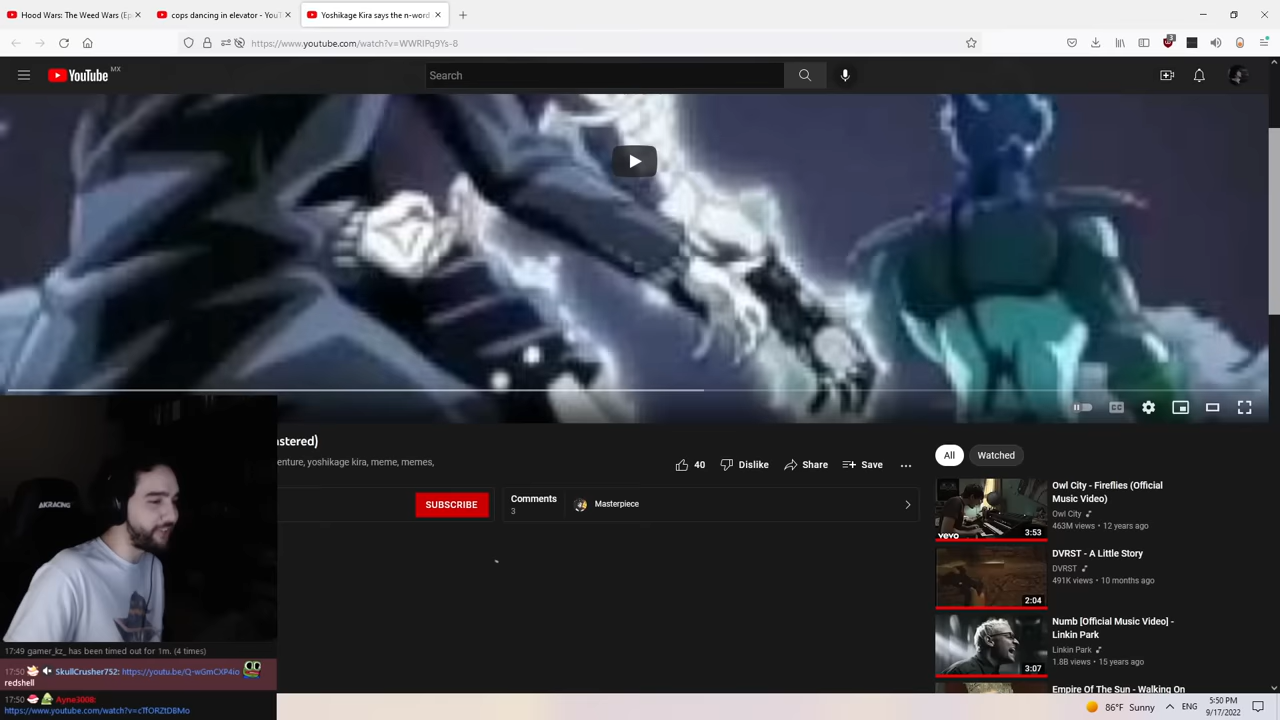 Hood Wars: The Weed Wars (Ep
cops dancing in elevator - YouT
Yoshikage Kira says the n-word
https://www.youtube.com/watch?v=WWRIPq9Ys-8
3
YouTube MX
Search
astered)
enture, yoshikage kira, meme, memes,
40
Dislike
Share
Save
SUBSCRIBE
Comments
3
Masterpiece
All
Watched
Owl City - Fireflies (Official
Music Video)
Owl City
463M views • 12 years ago
vevo
3:53
DVRST - A Little Story
DVRST
491K views • 10 months ago
2:04
Numb [Official Music Video] -
Linkin Park
Linkin Park
1.8B views • 15 years ago
3:07
Empire Of The Sun - Walking On
AKRACING
17:49 gamer_kz_ has been timed out for 1m. (4 times)
17:50 SkullCrusher752: https://youtu.be/Q-wGmCXP4io
redshell
17:50 Ayne3008:
https://www.youtube.com/watch?v=cTfORZtDBMo
86°F Sunny
ENG
5:50 PM
9/17/2022